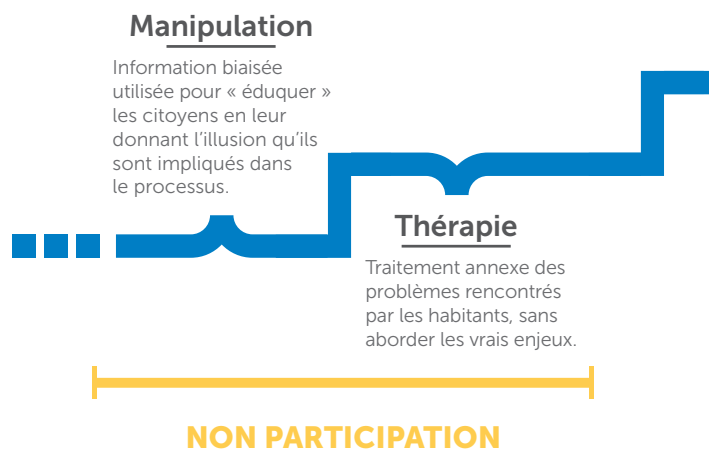 Manipulation
Information biaisée
utilisée pour « éduquer »
les citoyens en leur
donnant l’illusion qu’ils
sont impliqués dans
le processus.
Thérapie
Traitement annexe des
problèmes rencontrés
par les habitants, sans
aborder les vrais enjeux.
NON PARTICIPATION